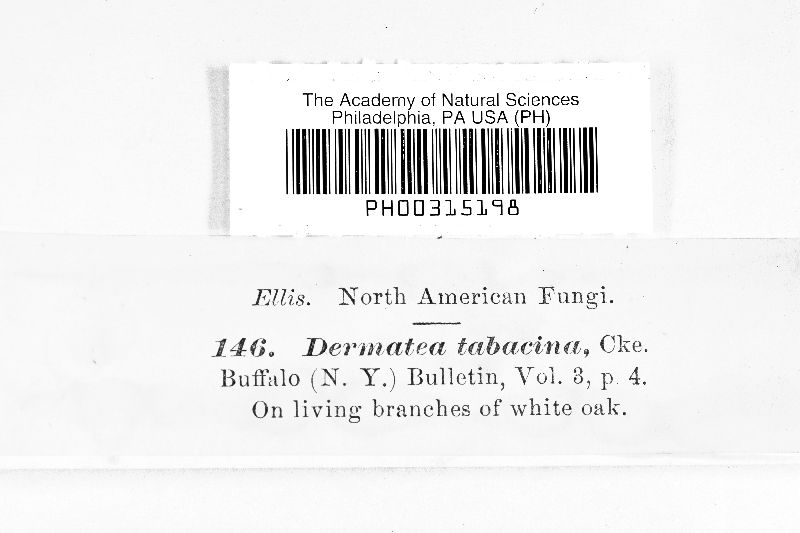 The Academy of Natural Sciences
Philadelphia, PA USA (PH)
PH00315198
Ellis. North American Fungi.
146. Dermatea tabacina, Cke.
Buffalo (N. Y.) Bulletin, Vol. 3, p. 4.
On living branches of white oak.